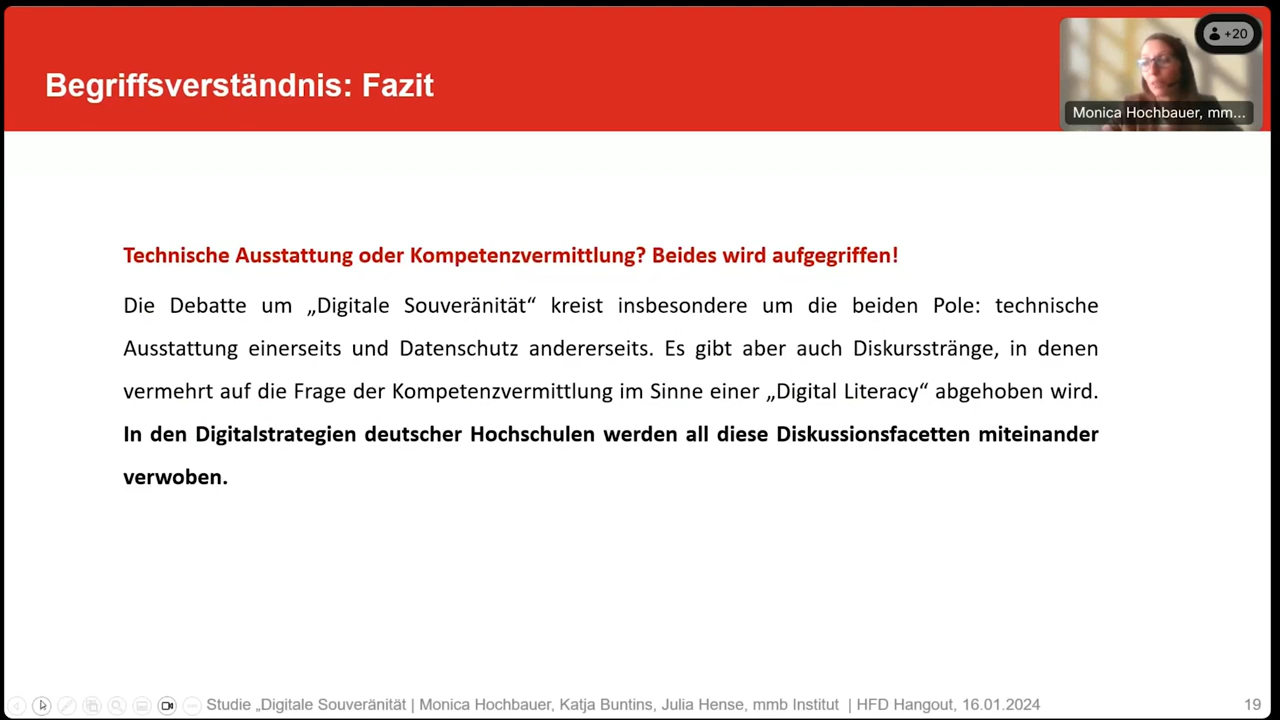 Begriffsverständnis: Fazit
+20
Monica Hochbauer, mm...
Technische Ausstattung oder Kompetenzvermittlung? Beides wird aufgegriffen!
Die Debatte um „Digitale Souveränität“ kreist insbesondere um die beiden Pole: technische
Ausstattung einerseits und Datenschutz andererseits. Es gibt aber auch Diskursstränge, in denen
vermehrt auf die Frage der Kompetenzvermittlung im Sinne einer „Digital Literacy“ abgehoben wird.
In den Digitalstrategien deutscher Hochschulen werden all diese Diskussionsfacetten miteinander
verwoben.
Studie „Digitale Souveränität | Monica Hochbauer, Katja Buntins, Julia Hense, mmb Institut | HFD Hangout, 16.01.2024
19